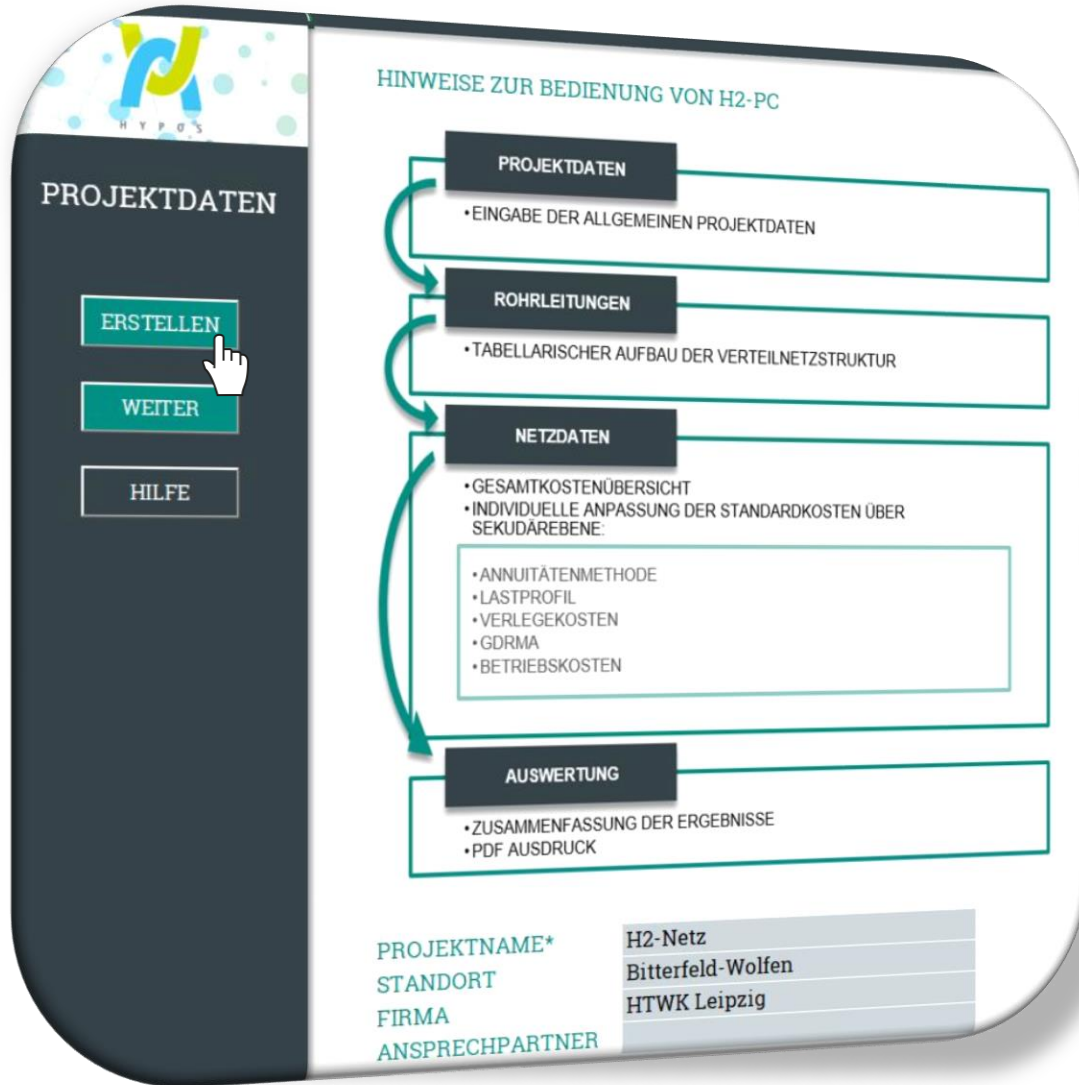 HYPOS
PROJEKTDATEN
ERSTELLEN
WEITER
HILFE
HINWEISE ZUR BEDIENUNG VON H2-PC
PROJEKTDATEN
•EINGABE DER ALLGEMEINEN PROJEKTDATEN
ROHRLEITUNGEN
•TABELLARISCHER AUFBAU DER VERTEILNETZSTRUKTUR
NETZDATEN
•GESAMTKOSTENÜBERSICHT
•INDIVIDUELLE ANPASSUNG DER STANDARDKOSTEN ÜBER
SEKUDÄREBENE:
•ANNUITÄTENMETHODE
•LASTPROFIL
•VERLEGEKOSTEN
•GDRMA
•BETRIEBSKOSTEN
AUSWERTUNG
•ZUSAMMENFASSUNG DER ERGEBNISSE
•PDF AUSDRUCK
PROJEKTNAME* H2-Netz
STANDORT Bitterfeld-Wolfen
FIRMA HTWK Leipzig
ANSPRECHPARTNER